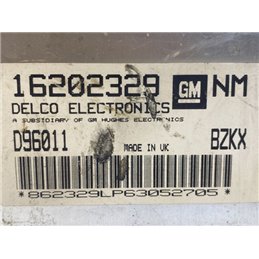 16202329 GM NM
DELCO ELECTRONICS
A SUBSIDIARY OF GM HUGHES ELECTRONICS
D96011 MADE IN UK BZKX
*862329LP63052705*